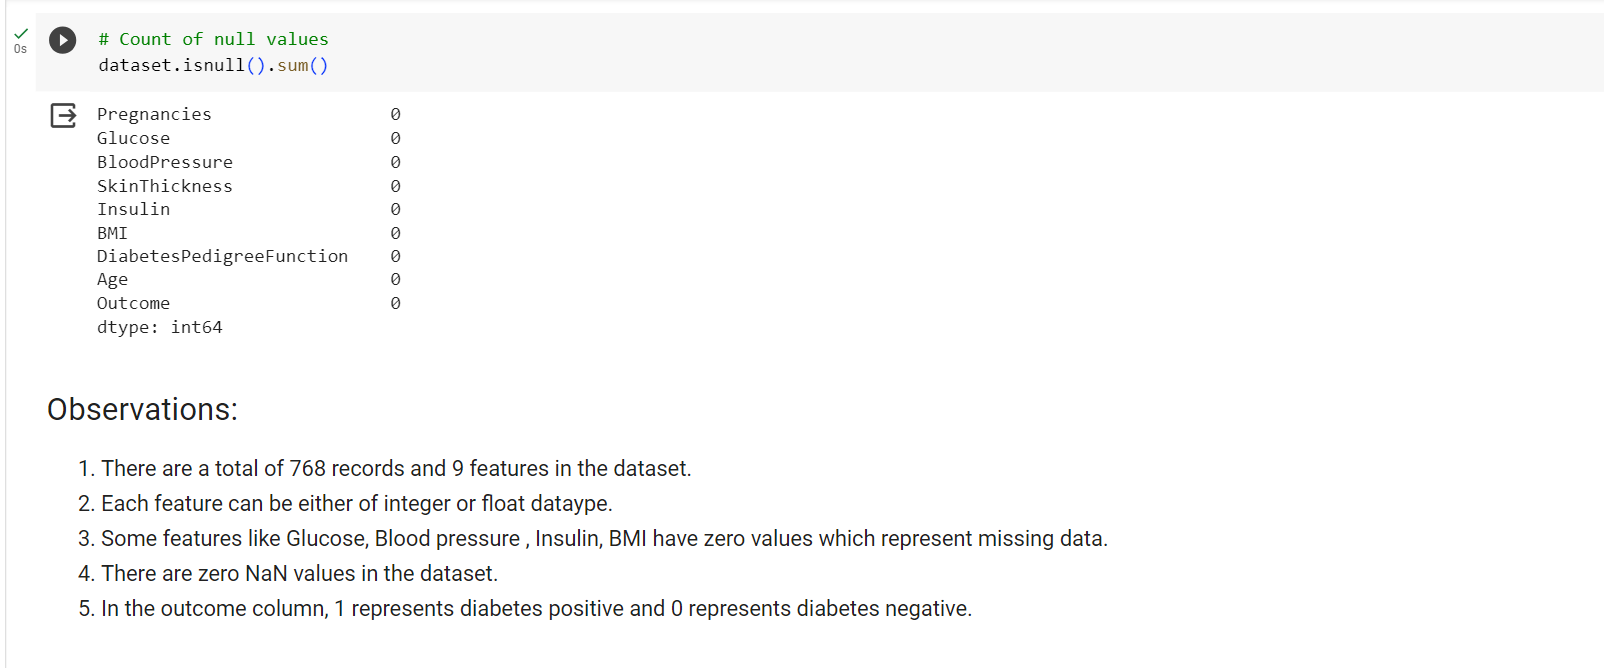 0s
# Count of null values
dataset.isnull().sum()
Pregnancies 0
Glucose 0
BloodPressure 0
SkinThickness 0
Insulin 0
BMI 0
DiabetesPedigreeFunction 0
Age 0
Outcome 0
dtype: int64
Observations:
1. There are a total of 768 records and 9 features in the dataset.
2. Each feature can be either of integer or float dataype.
3. Some features like Glucose, Blood pressure , Insulin, BMI have zero values which represent missing data.
4. There are zero NaN values in the dataset.
5. In the outcome column, 1 represents diabetes positive and 0 represents diabetes negative.